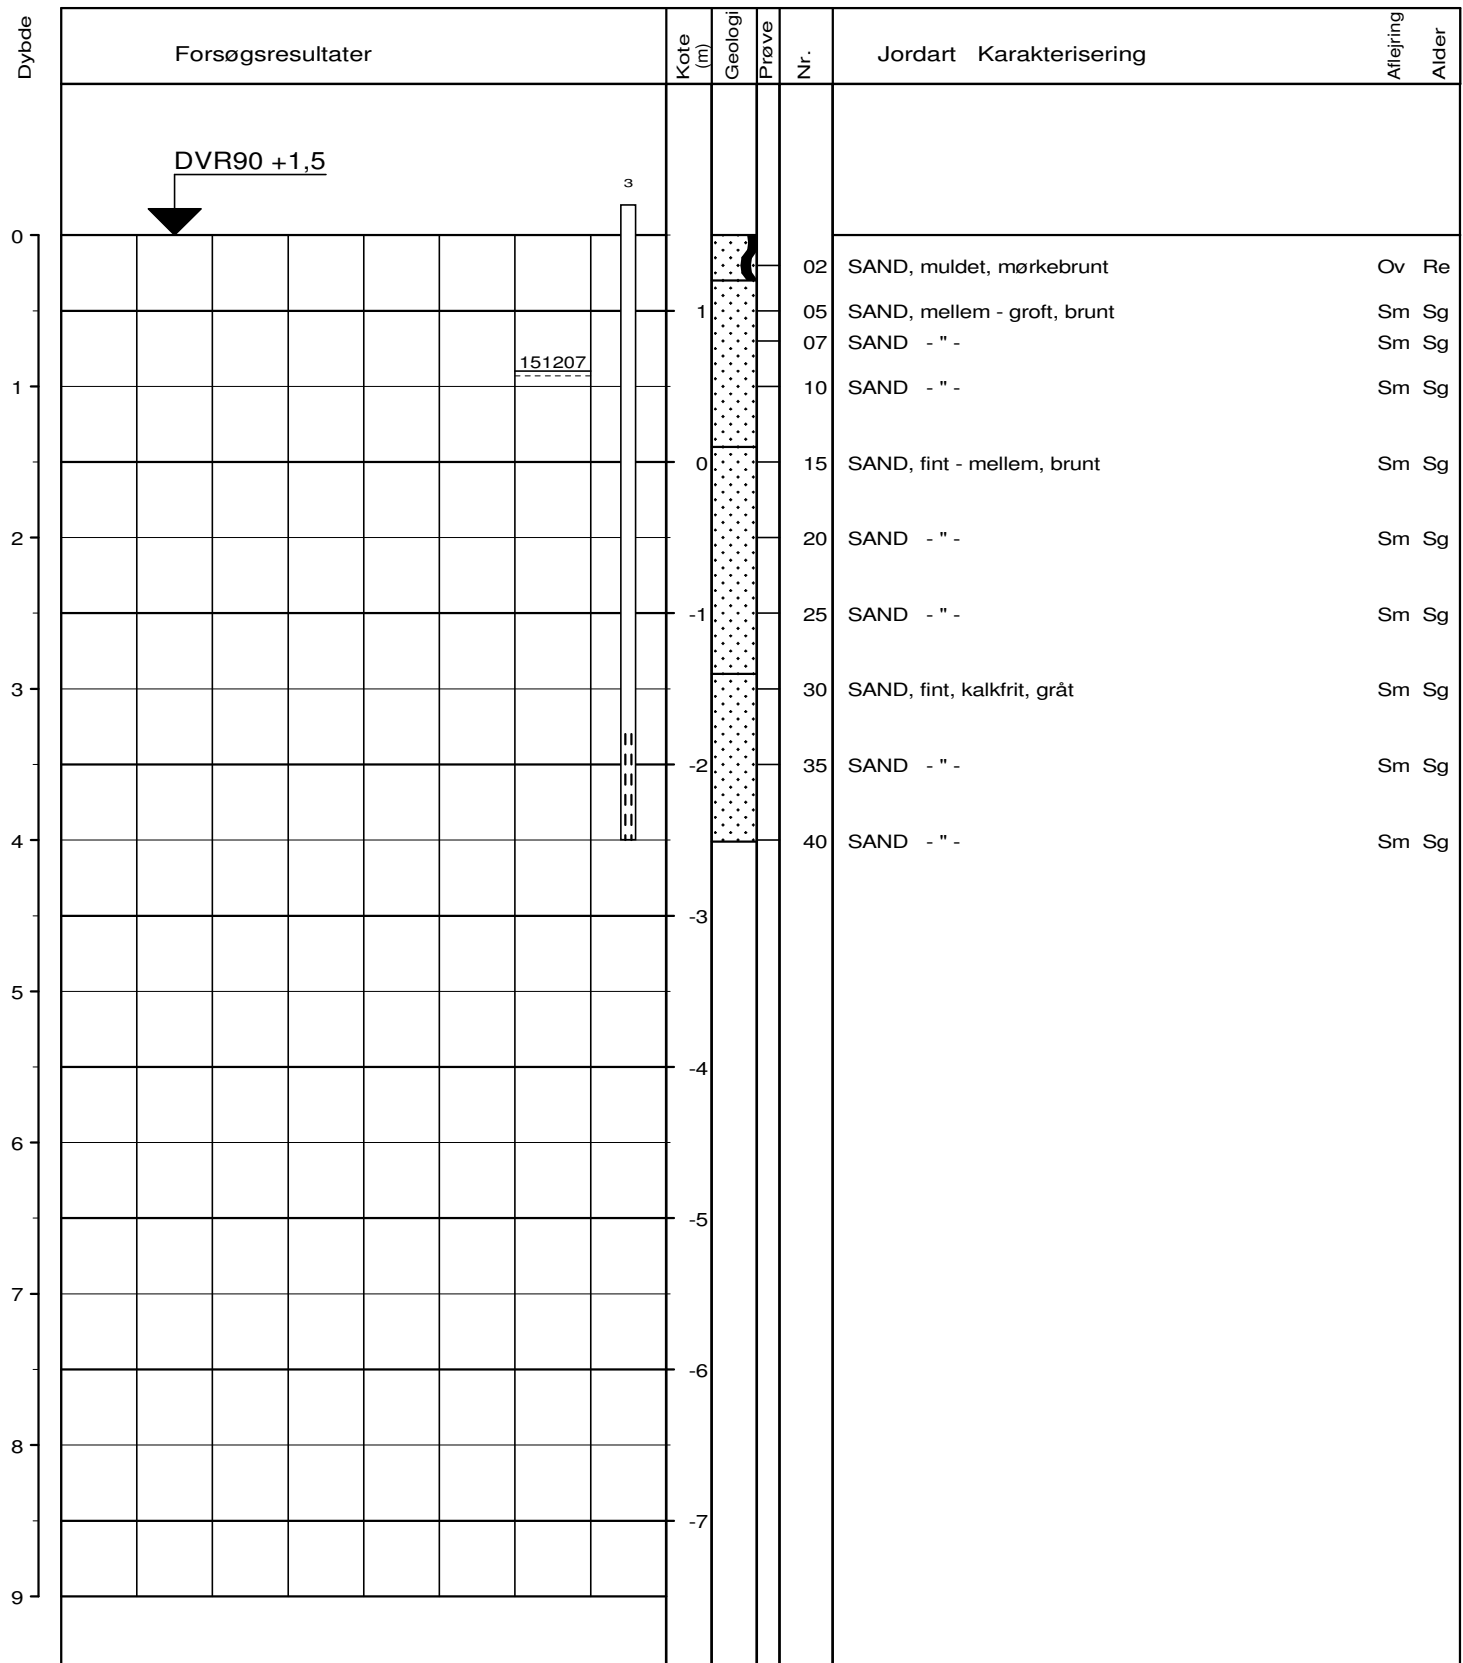 Dybde Forsøgsresultater Kote (m) Geologi Prøve Nr. Jordart Karakterisering Aflejring Alder
DVR90 +1,5
3
0
02 SAND, muldet, mørkebrunt Ov Re
1 05 SAND, mellem - groft, brunt Sm Sg
07 SAND - " - Sm Sg
151207
1 10 SAND - " - Sm Sg
0 15 SAND, fint - mellem, brunt Sm Sg
2 20 SAND - " - Sm Sg
-1 25 SAND - " - Sm Sg
3 30 SAND, fint, kalkfrit, gråt Sm Sg
-2 35 SAND - " - Sm Sg
4 40 SAND - " - Sm Sg
-3
5
-4
6
-5
7
-6
8
-7
9